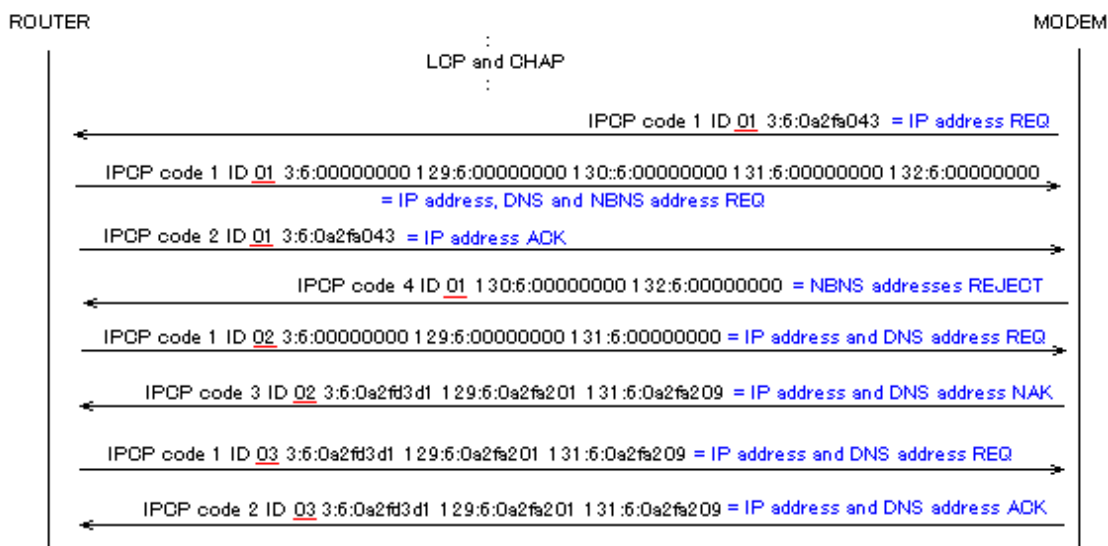 ROUTER
MODEM
:
LCP and CHAP
:
IPCP code 1 ID 01 3:6:0a2fa043 = IP address REQ
IPCP code 1 ID 01 3:6:00000000 129:6:00000000 130::6:00000000 131:6:00000000 132:6:00000000
= IP address, DNS and NBNS address REQ
IPCP code 2 ID 01 3:6:0a2fa043 = IP address ACK
IPCP code 4 ID 01 130:6:00000000 132:6:00000000 = NBNS addresses REJECT
IPCP code 1 ID 02 3:6:00000000 129:6:00000000 131:6:00000000 = IP address and DNS REQ
IPCP code 3 ID 02 3:6:0a2fd3d1 129:6:0a2fa201 131:6:0a2fa209 = IP address and DNS address NAK
IPCP code 1 ID 03 3:6:0a2fd3d1 129:6:0a2fa201 131:6:0a2fa209 = IP address and DNS address REQ
IPCP code 2 ID 03 3:6:0a2fd3d1 129:6:0a2fa201 131:6:0a2fa209 = IP address and DNS address ACK